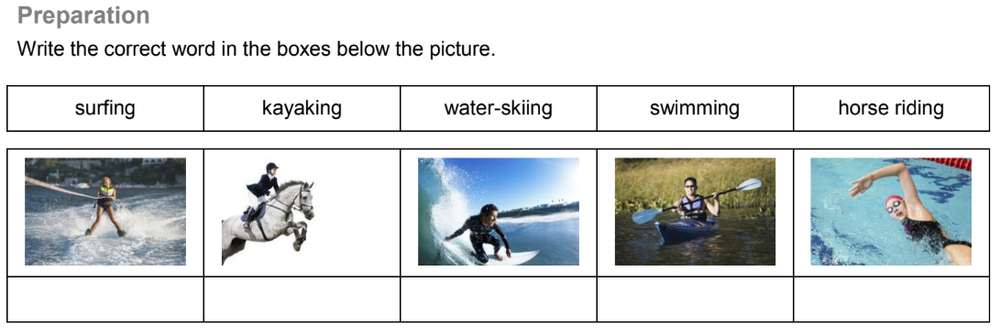 Preparation
Write the correct word in the boxes below the picture.
surfing
kayaking
water-skiing
swimming
horse riding